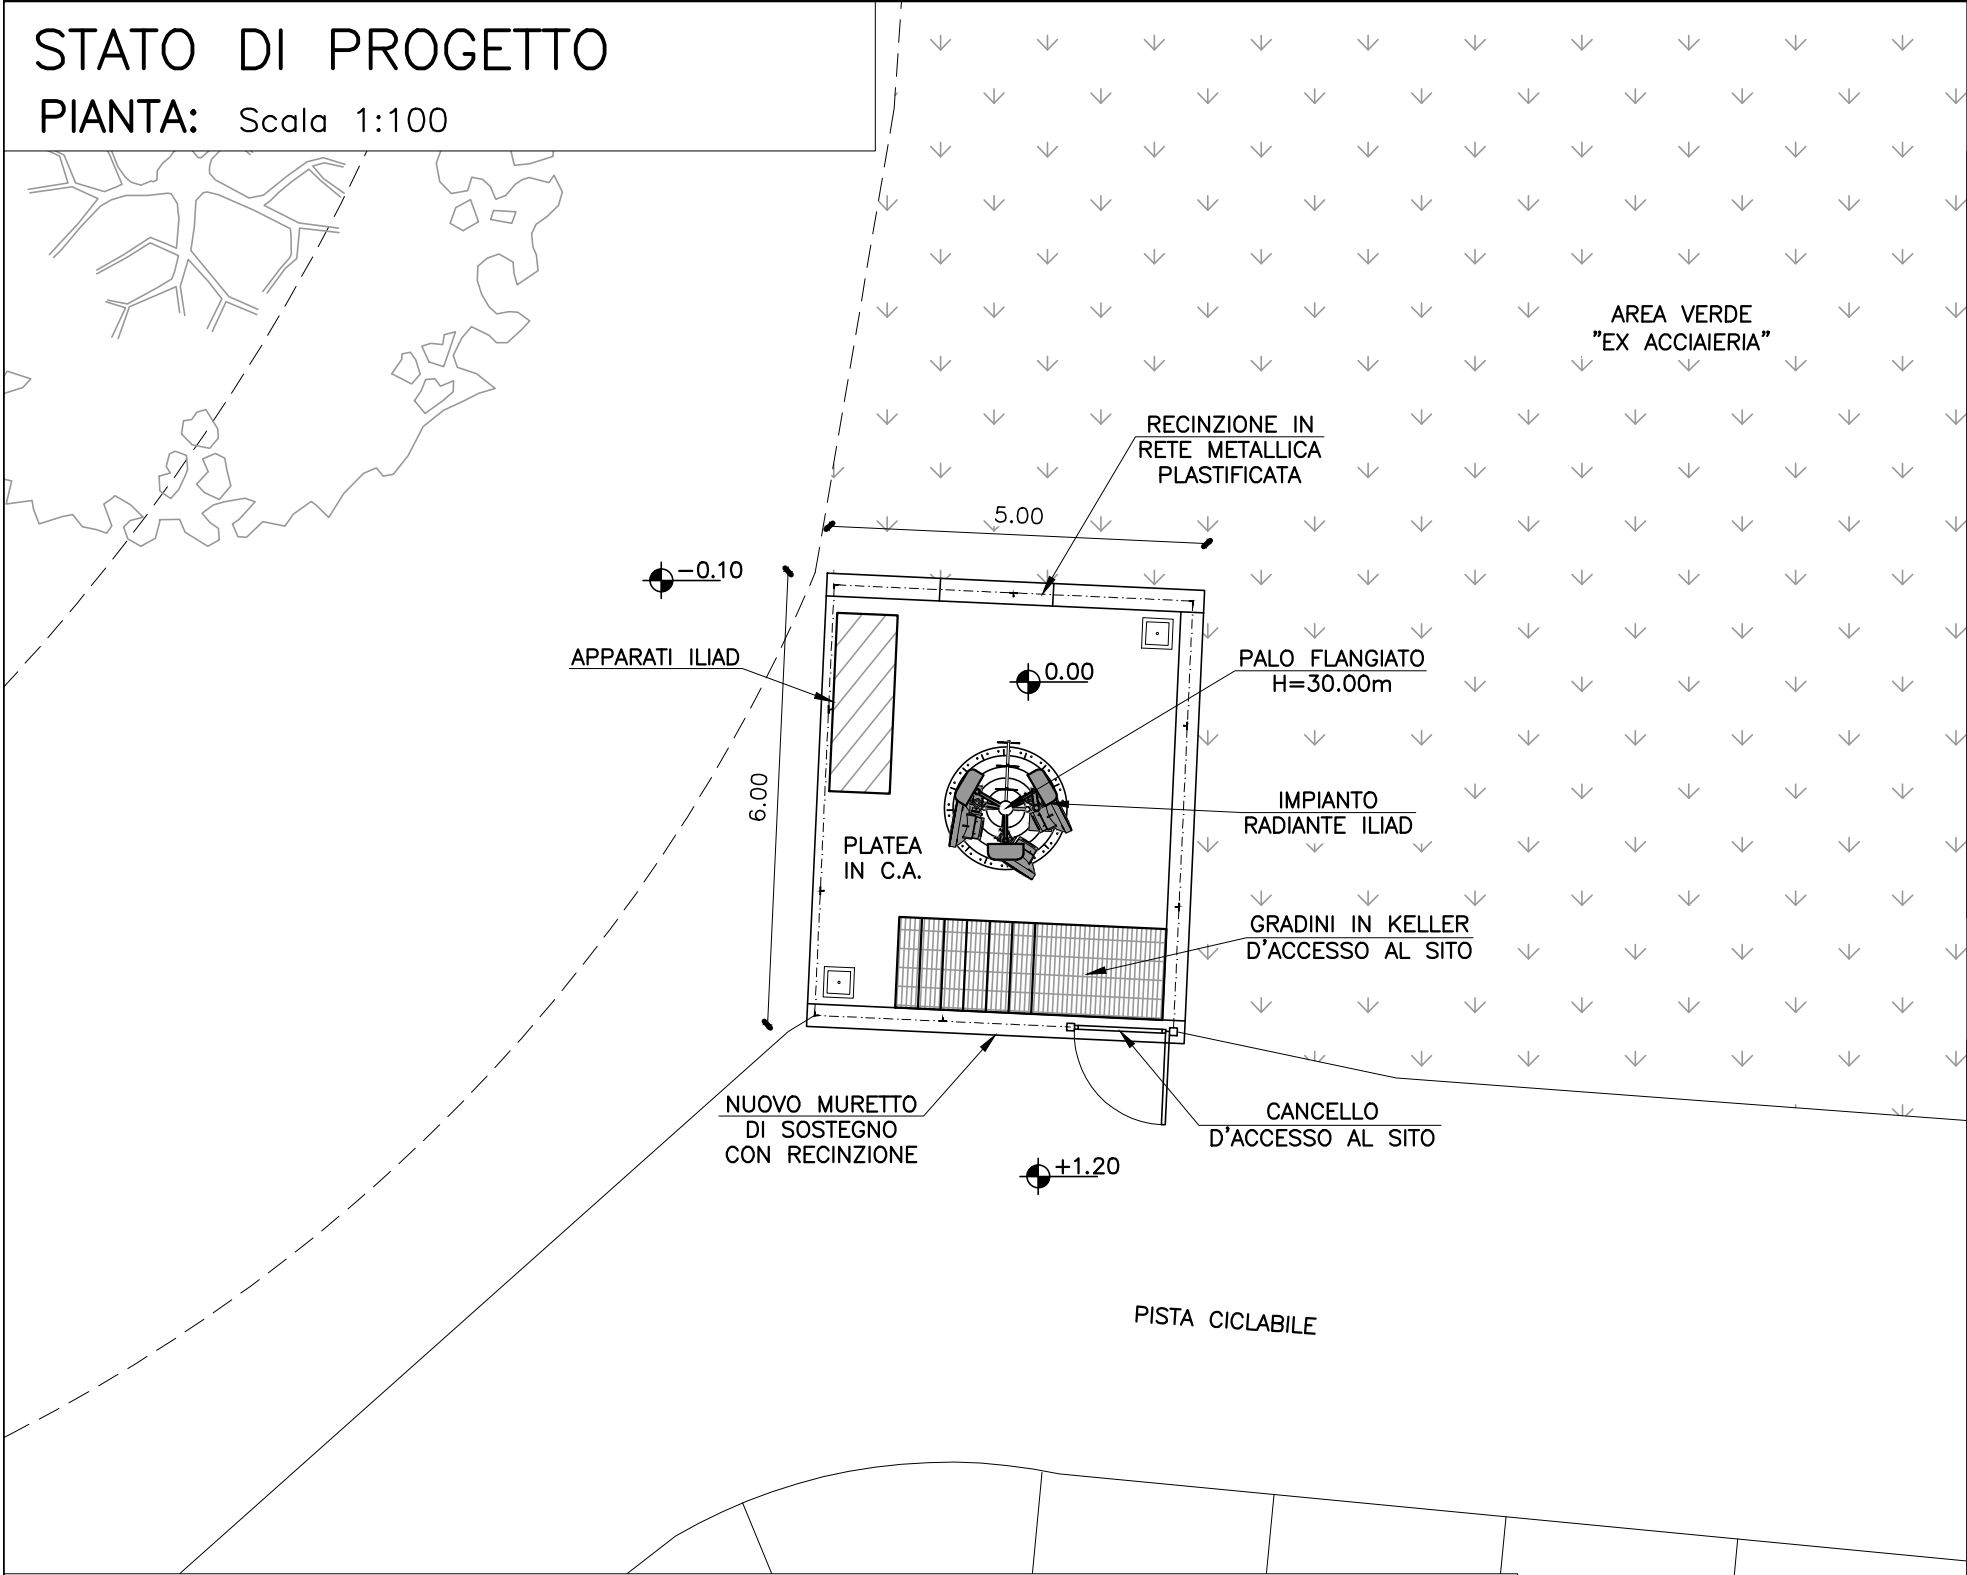 STATO DI PROGETTO
PIANTA: Scala 1:100
AREA VERDE
"EX ACCIAIERIA"
RECINZIONE IN
RETE METALLICA
PLASTIFICATA
5.00
-0.10
APPARATI ILIAD
0.00
PALO FLANGIATO
H=30.00m
6.00
IMPIANTO
RADIANTE ILIAD
PLATEA
IN C.A.
GRADINI IN KELLER
D'ACCESSO AL SITO
NUOVO MURETTO
DI SOSTEGNO
CON RECINZIONE
CANCELLO
D'ACCESSO AL SITO
+1.20
PISTA CICLABILE